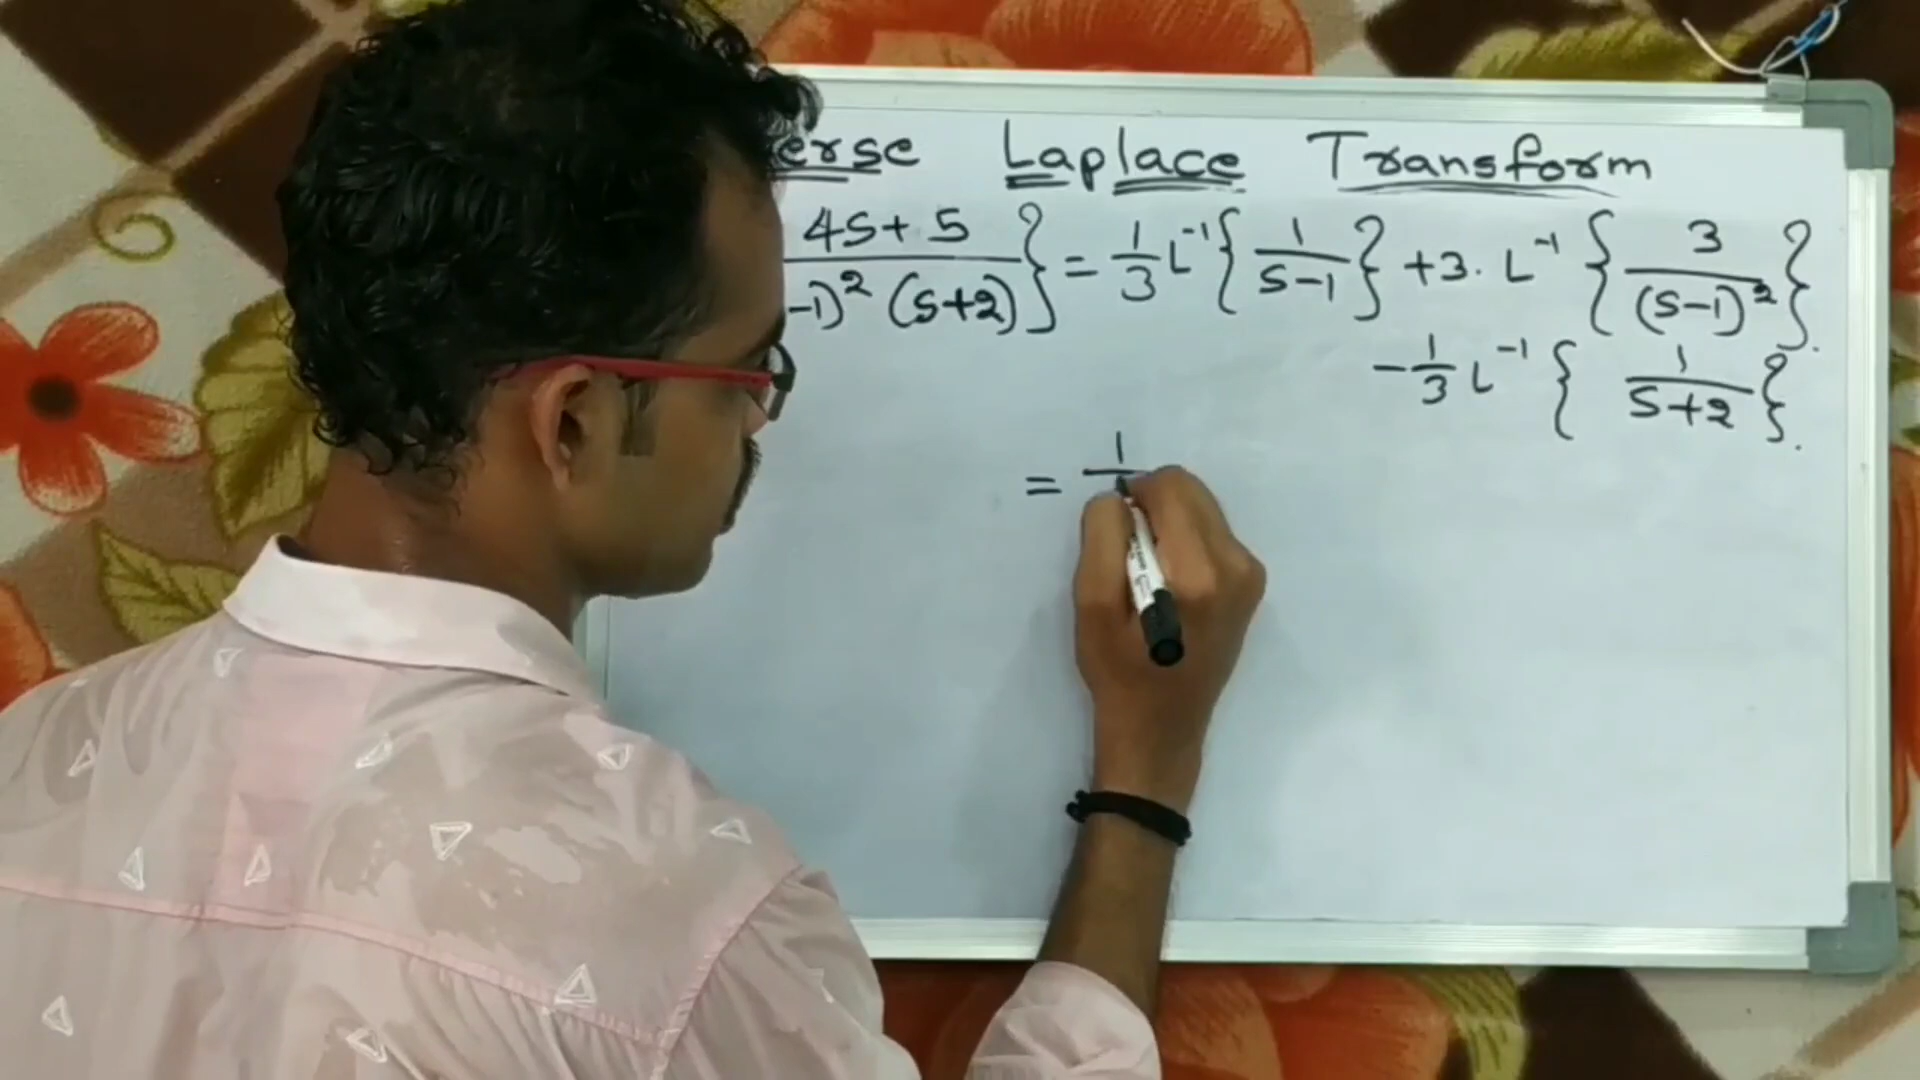 erse Laplace Transform
4s+5 / -1)² (s+2) } = 1/3 L⁻¹{ 1/(s-1) } + 3. L⁻¹ { 3/(s-1)² }.
- 1/3 L⁻¹ { 1/(s+2) }.
= 1/